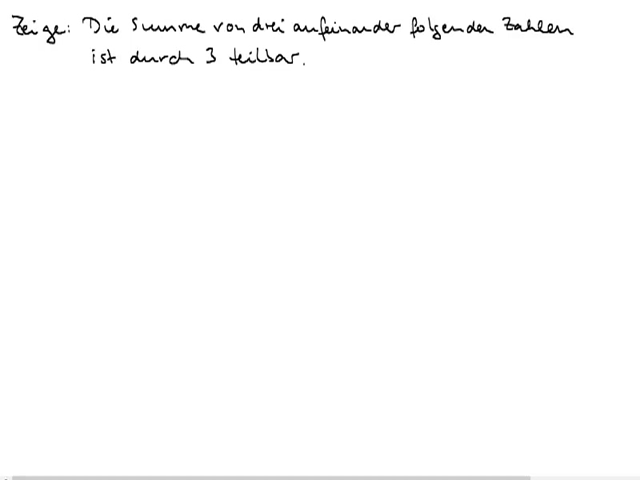 Zeige: Die Summe von drei aufeinander folgenden Zahlen
ist durch 3 teilbar.